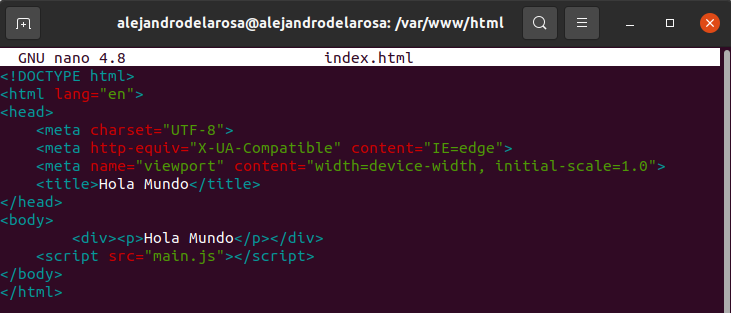 alejandrodelarosa@alejandrodelarosa: /var/www/html
GNU nano 4.8 index.html
<!DOCTYPE html>
<html lang="en">
<head>
    <meta charset="UTF-8">
    <meta http-equiv="X-UA-Compatible" content="IE=edge">
    <meta name="viewport" content="width=device-width, initial-scale=1.0">
    <title>Hola Mundo</title>
</head>
<body>
        <div><p>Hola Mundo</p></div>
    <script src="main.js"></script>
</body>
</html>